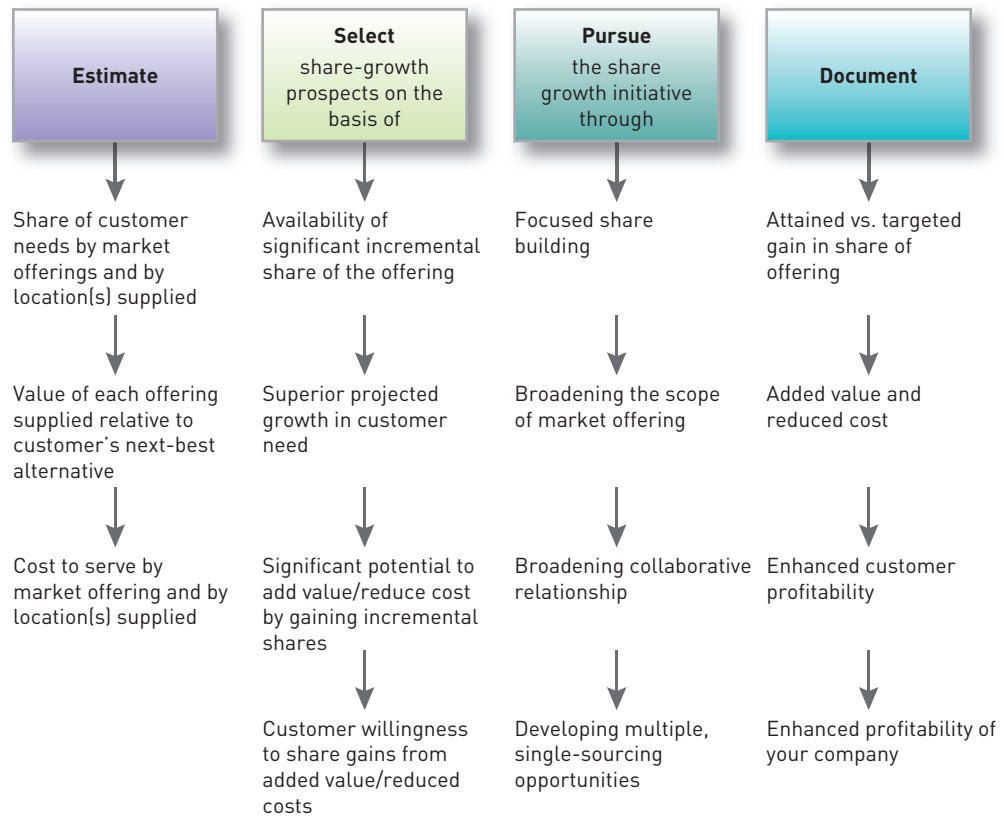 Estimate
Share of customer
needs by market
offerings and by
location(s) supplied
Value of each offering
supplied relative to
customer's next-best
alternative
Cost to serve by
market offering and by
location(s) supplied
Select
share-growth
prospects on the
basis of
Availability of
significant incremental
share of the offering
Superior projected
growth in customer
need
Significant potential to
add value/reduce cost
by gaining incremental
shares
Customer willingness
to share gains from
added value/reduced
costs
Pursue
the share
growth initiative
through
Focused share
building
Broadening the scope
of market offering
Broadening collaborative
relationship
Developing multiple,
single-sourcing
opportunities
Document
Attained vs. targeted
gain in share of
offering
Added value and
reduced cost
Enhanced customer
profitability
Enhanced profitability of
your company